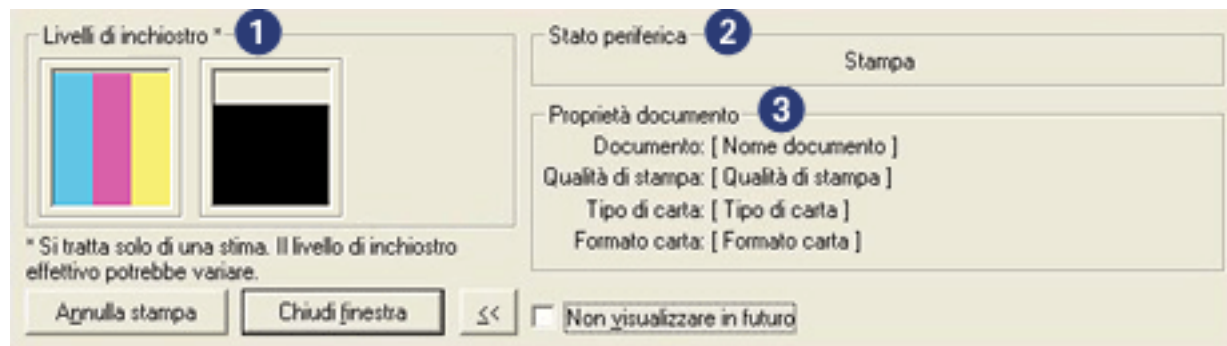 Livelli di inchiostro * 1
* Si tratta solo di una stima. Il livello di inchiostro
effettivo potrebbe variare.
Annulla stampa
Chiudi finestra
<<
Stato periferica 2
Stampa
Proprietà documento 3
Documento: [ Nome documento ]
Qualità di stampa: [ Qualità di stampa ]
Tipo di carta: [ Tipo di carta ]
Formato carta: [ Formato carta ]
Non visualizzare in futuro